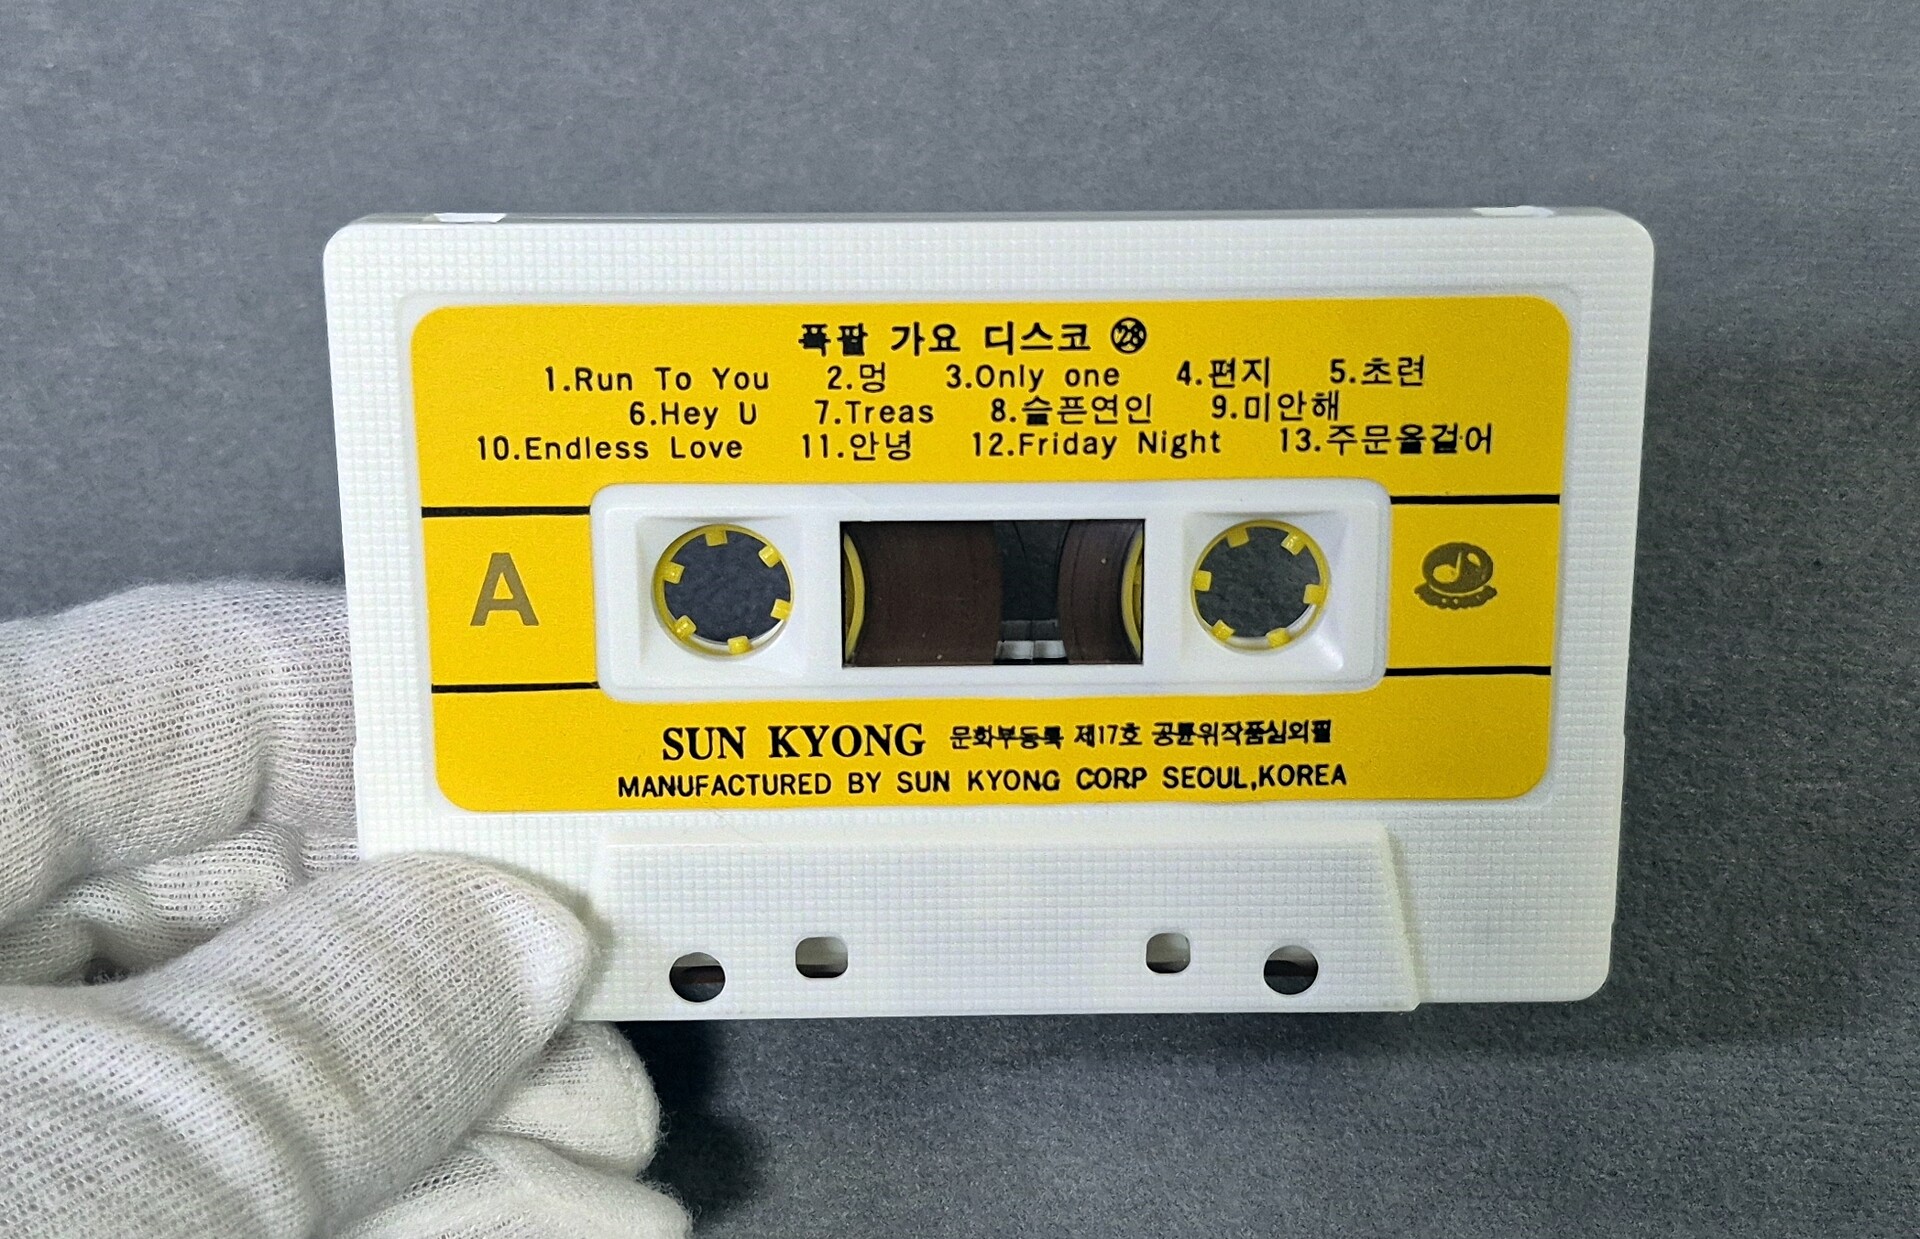 폭팔 가요 디스코 ㉘
1.Run To You 2.멍 3.Only one 4.편지 5.초련
6.Hey U 7.Treas 8.슬픈연인 9.미안해
10.Endless Love 11.안녕 12.Friday Night 13.주문을걸어
A
SUN KYONG 문화부등록 제17호 공륜위작품심의필
MANUFACTURED BY SUN KYONG CORP SEOUL,KOREA